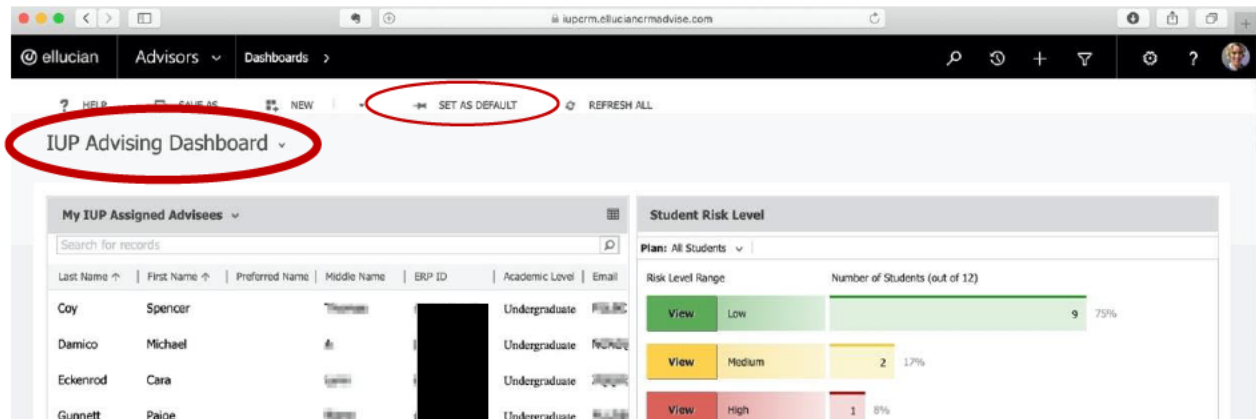 iupcrm.elluciancrmadvise.com
ellucian Advisors Dashboards >
? HELP SAVE AS NEW SET AS DEFAULT REFRESH ALL
IUP Advising Dashboard
My IUP Assigned Advisees
Search for records
Last Name ↑ | First Name ↑ | Preferred Name | Middle Name | ERP ID | Academic Level | Email
Coy Spencer Undergraduate
Damico Michael Undergraduate
Eckenrod Cara Undergraduate
Gunnett Paige Undergraduate
Student Risk Level
Plan: All Students
Risk Level Range Number of Students (out of 12)
View Low 9 75%
View Medium 2 17%
View High 1 8%